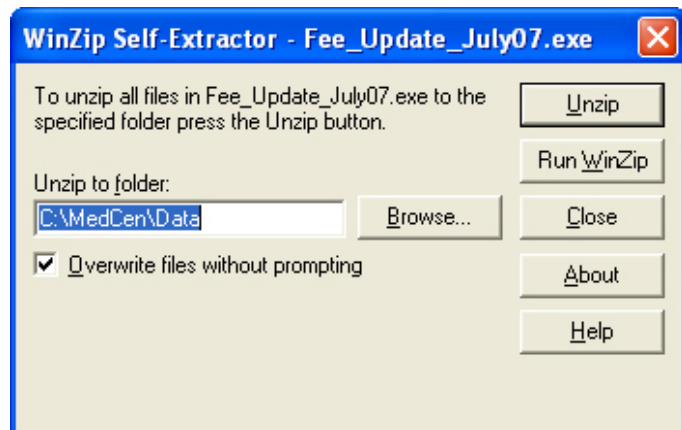 WinZip Self-Extractor - Fee_Update_July07.exe
To unzip all files in Fee_Update_July07.exe to the
specified folder press the Unzip button.
Unzip
Run WinZip
Unzip to folder:
C:\MedCen\Data
Browse...
Close
Overwrite files without prompting
About
Help